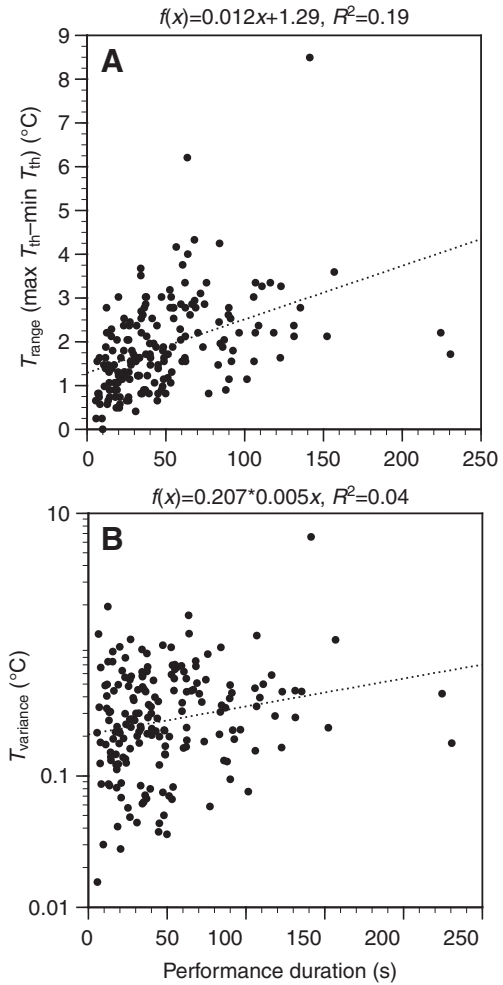 f(x)=0.012x+1.29, R²=0.19
A
9
8
7
6
5
4
3
2
1
0
T_range (max T_th–min T_th) (°C)
0 50 100 150 200 250
f(x)=0.207*0.005x, R²=0.04
B
10
0.1
0.01
T_variance (°C)
0 50 100 150 200 250
Performance duration (s)